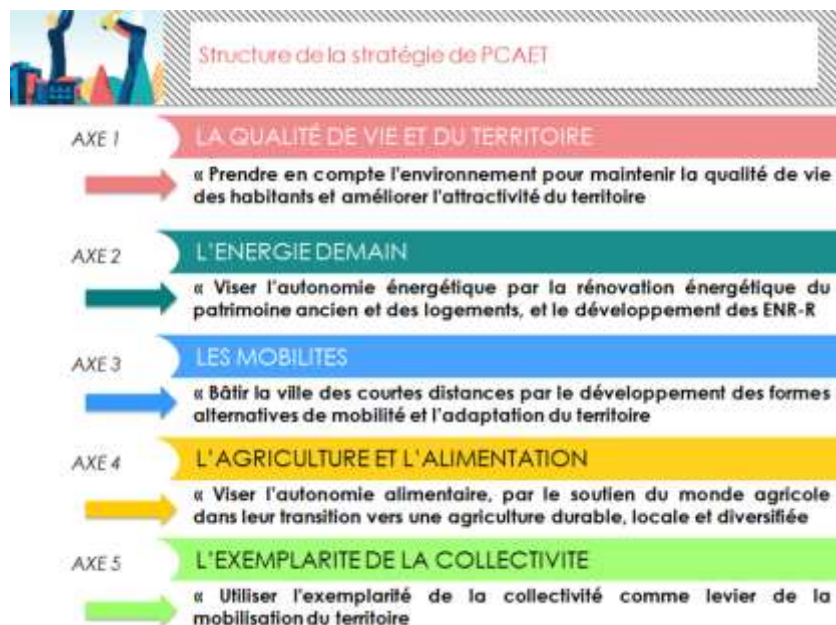 Structure de la stratégie de PCAET
AXE 1
LA QUALITÉ DE VIE ET DU TERRITOIRE
« Prendre en compte l'environnement pour maintenir la qualité de vie
des habitants et améliorer l'attractivité du territoire
AXE 2
L'ENERGIE DEMAIN
« Viser l'autonomie énergétique par la rénovation énergétique du
patrimoine ancien et des logements, et le développement des ENR-R
AXE 3
LES MOBILITES
« Bâtir la ville des courtes distances par le développement des formes
alternatives de mobilité et l'adaptation du territoire
AXE 4
L'AGRICULTURE ET L'ALIMENTATION
« Viser l'autonomie alimentaire, par le soutien du monde agricole
dans leur transition vers une agriculture durable, locale et diversifiée
AXE 5
L'EXEMPLARITE DE LA COLLECTIVITE
« Utiliser l'exemplarité de la collectivité comme levier de la
mobilisation du territoire